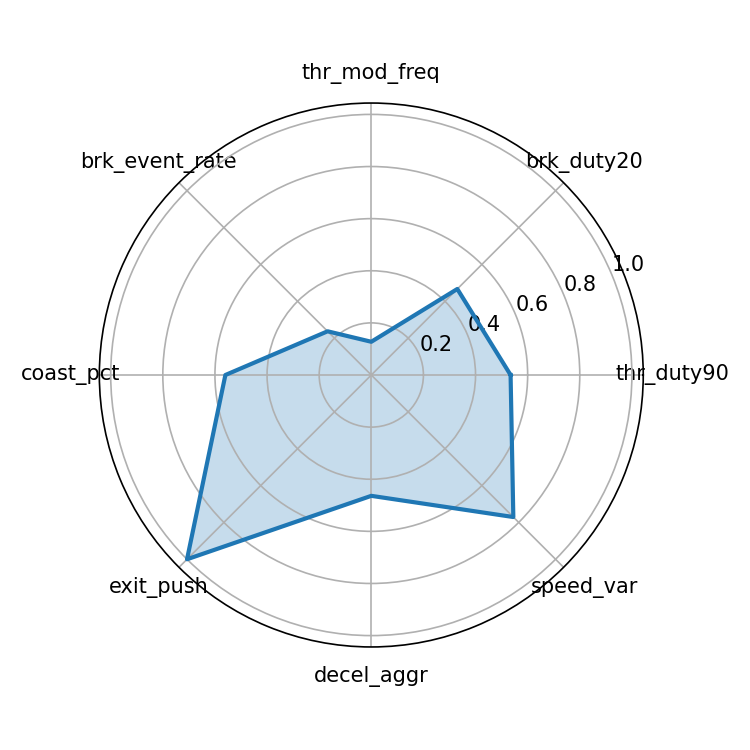 thr_mod_freq
brk_event_rate
brk_duty20
1.0
0.8
0.6
0.4
0.2
coast_pct
thr_duty90
exit_push
speed_var
decel_aggr